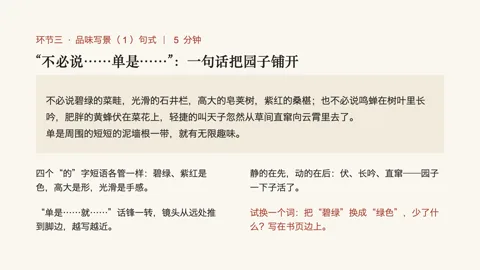 环节三 · 品味写景（1）句式 | 5 分钟
“不必说……单是……”：一句话把园子铺开
不必说碧绿的菜畦，光滑的石井栏，高大的皂荚树，紫红的桑椹；也不必说鸣蝉在树叶里长
吟，肥胖的黄蜂伏在菜花上，轻捷的叫天子忽然从草间直窜向云霄里去了。
单是周围的短短的泥墙根一带，就有无限趣味。
四个“的”字短语各管一样：碧绿、紫红是
色，高大是形，光滑是手感。
“单是……就……”话锋一转，镜头从远处推
到脚边，越写越近。
静的在先，动的在后：伏、长吟、直窜——园子
一下子活了。
试换一个词：把“碧绿”换成“绿色”，少了什
么？写在书页边上。